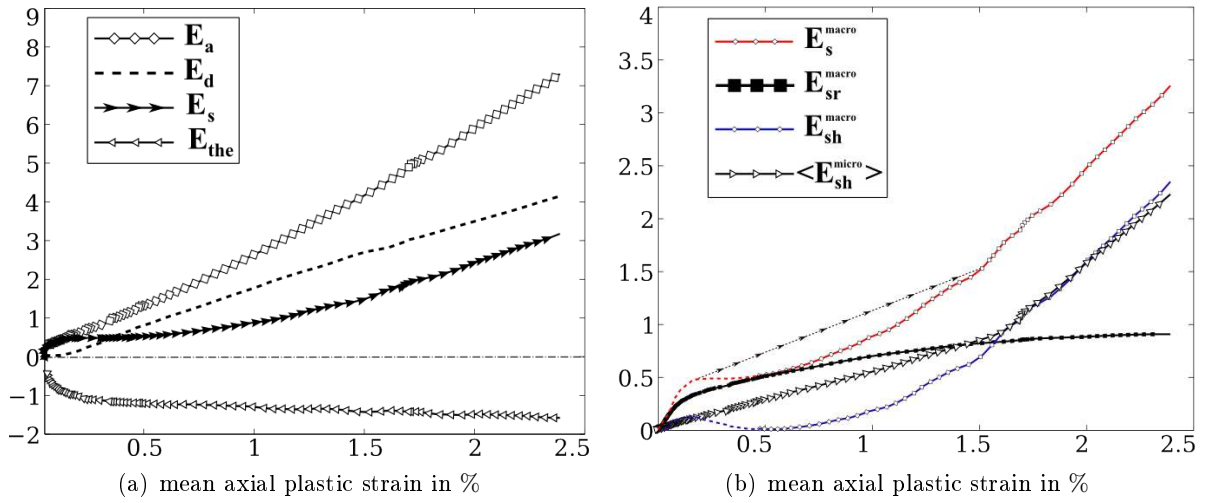 9
8
7
6
5
4
3
2
1
0
−1
−2
0.5 1 1.5 2 2.5
E_a
E_d
E_s
E_the
(a) mean axial plastic strain in %
4
3.5
3
2.5
2
1.5
1
0.5
0
0.5 1 1.5 2 2.5
E_s^macro
E_sr^macro
E_sh^macro
<E_sh^micro>
(b) mean axial plastic strain in %